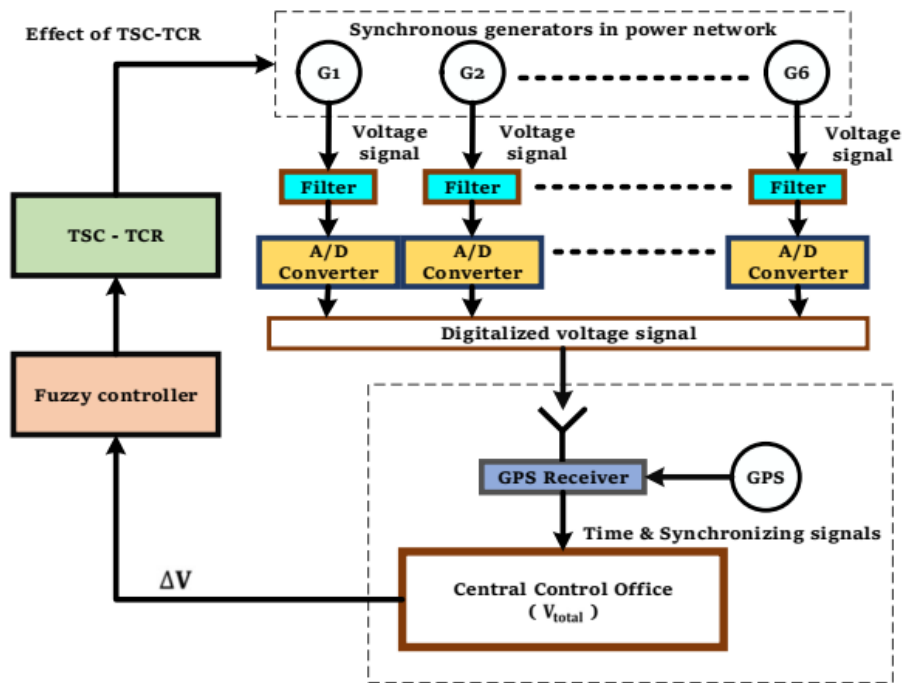 Effect of TSC-TCR
Synchronous generators in power network
G1
G2
G6
Voltage
signal
Voltage
signal
Voltage
signal
Filter
Filter
Filter
TSC - TCR
A/D
Converter
A/D
Converter
A/D
Converter
Digitalized voltage signal
Fuzzy controller
GPS Receiver
GPS
Time & Synchronizing signals
ΔV
Central Control Office
( Vtotal )